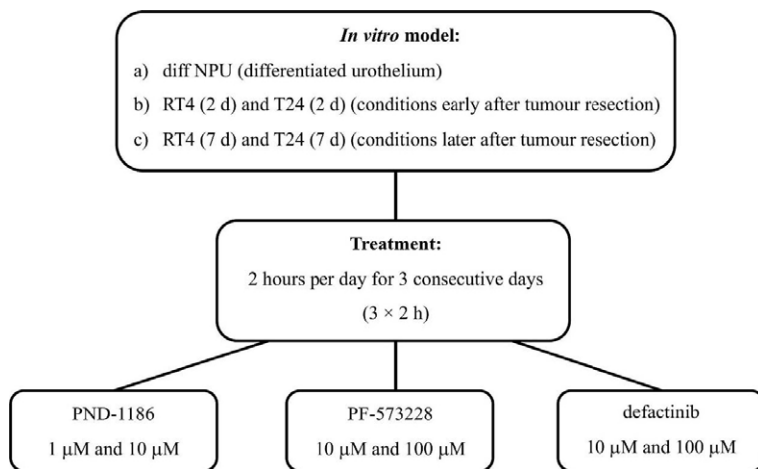 In vitro model:
a) diff NPU (differentiated urothelium)
b) RT4 (2 d) and T24 (2 d) (conditions early after tumour resection)
c) RT4 (7 d) and T24 (7 d) (conditions later after tumour resection)
Treatment:
2 hours per day for 3 consecutive days
(3 × 2 h)
PND-1186
1 μM and 10 μM
PF-573228
10 μM and 100 μM
defactinib
10 μM and 100 μM